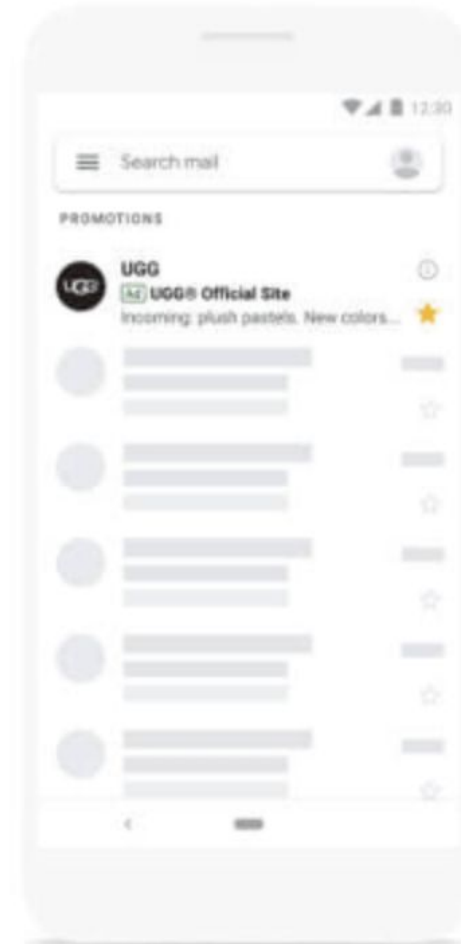 12:30
Search mail
PROMOTIONS
UGG
UGG
Ad UGG® Official Site
Incoming: plush pastels. New colors...